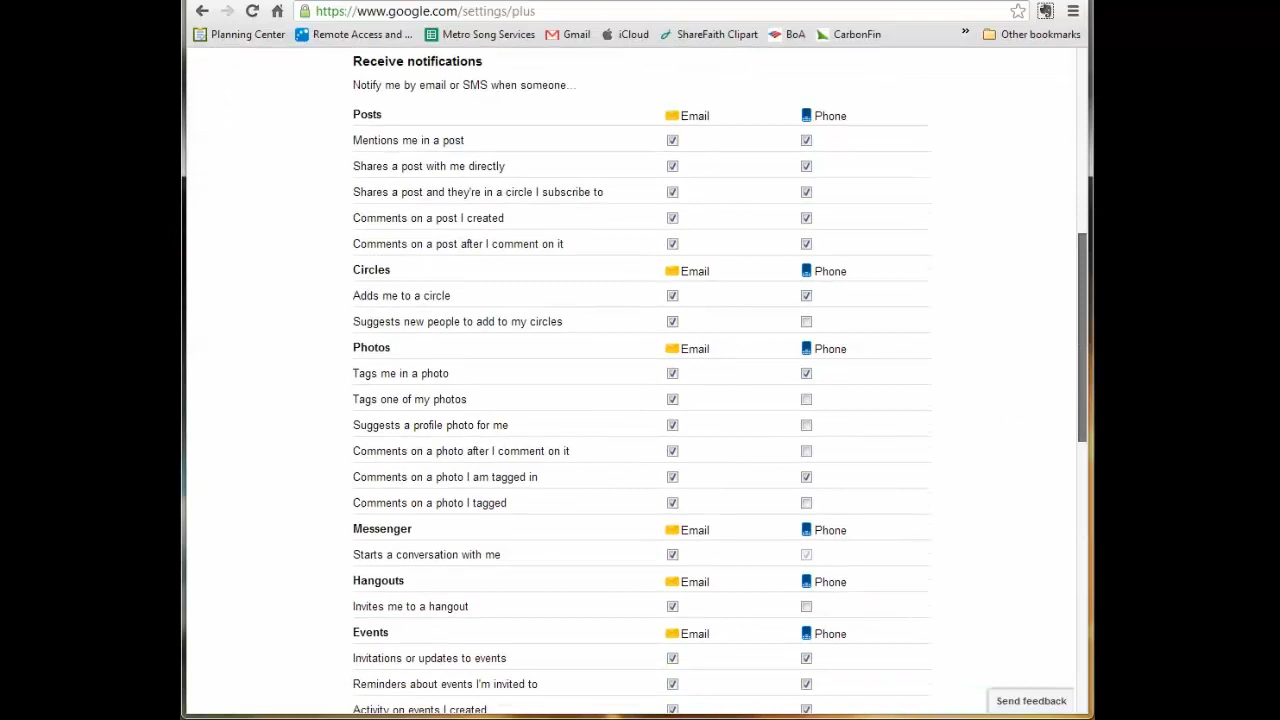 https://www.google.com/settings/plus
Planning Center Remote Access and ... Metro Song Services Gmail iCloud ShareFaith Clipart BoA CarbonFin » Other bookmarks
Receive notifications
Notify me by email or SMS when someone...
Posts Email Phone
Mentions me in a post
Shares a post with me directly
Shares a post and they're in a circle I subscribe to
Comments on a post I created
Comments on a post after I comment on it
Circles Email Phone
Adds me to a circle
Suggests new people to add to my circles
Photos Email Phone
Tags me in a photo
Tags one of my photos
Suggests a profile photo for me
Comments on a photo after I comment on it
Comments on a photo I am tagged in
Comments on a photo I tagged
Messenger Email Phone
Starts a conversation with me
Hangouts Email Phone
Invites me to a hangout
Events Email Phone
Invitations or updates to events
Reminders about events I'm invited to
Activity on events I created
Send feedback